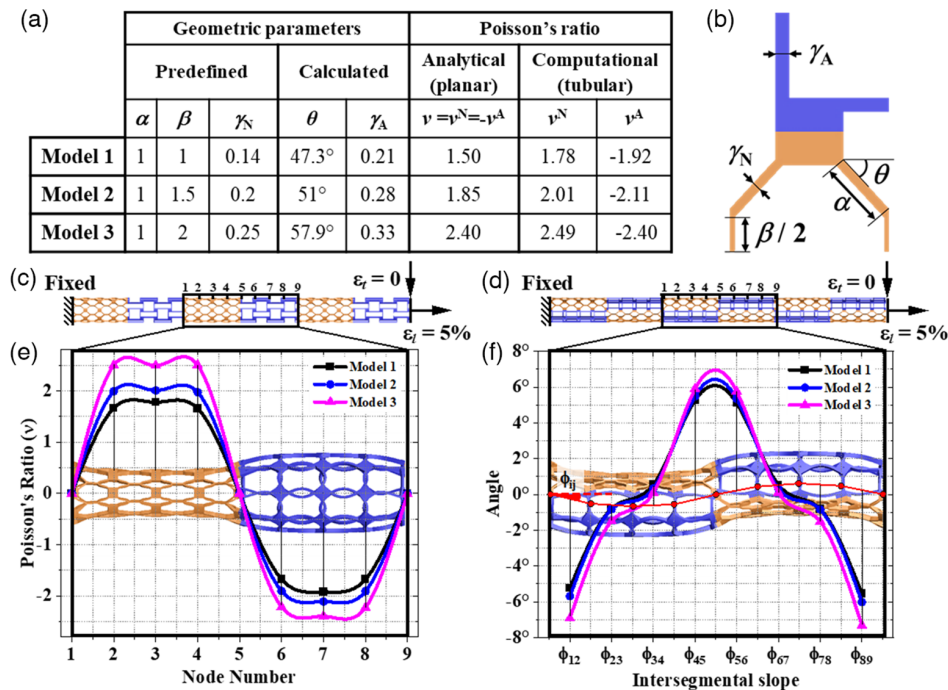 (a)
Geometric parameters Poisson's ratio
Predefined Calculated Analytical (planar) Computational (tubular)
α β γN θ γA ν =νN=-νA νN νA
Model 1 1 1 0.14 47.3° 0.21 1.50 1.78 -1.92
Model 2 1 1.5 0.2 51° 0.28 1.85 2.01 -2.11
Model 3 1 2 0.25 57.9° 0.33 2.40 2.49 -2.40
(b)
γA
γN
θ
α
β / 2
(c)
Fixed
1 2 3 4 5 6 7 8 9
εt = 0
εl = 5%
(d)
Fixed
1 2 3 4 5 6 7 8 9
εt = 0
εl = 5%
(e)
Model 1
Model 2
Model 3
Poisson's Ratio (ν)
2
1
0
-1
-2
1 2 3 4 5 6 7 8 9
Node Number
(f)
Model 1
Model 2
Model 3
ϕij
Angle
8°
6°
4°
2°
0°
-2°
-4°
-6°
-8°
ϕ12 ϕ23 ϕ34 ϕ45 ϕ56 ϕ67 ϕ78 ϕ89
Intersegmental slope